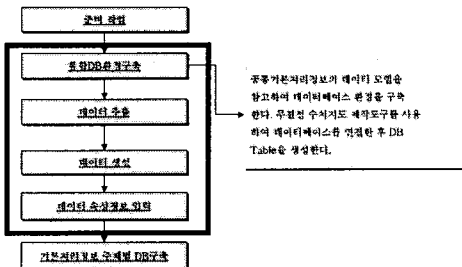 준비 작업
통합DB환경구축
데이터 추출
데이터 생성
데이터 속성정보 입력
기본지리정보 주제별 DB구축
공통기본지리정보의 데이터 모델을
참고하여 데이터베이스 환경을 구축
한다. 무결점 수치지도 제작도구를 사용
하여 데이터베이스를 연결한 후 DB
Table을 생성한다.